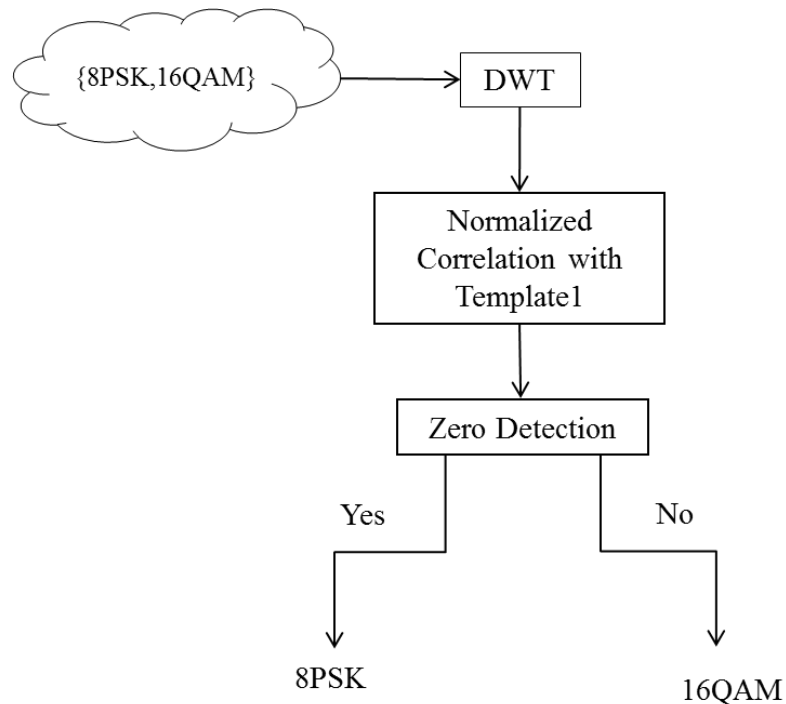 {8PSK,16QAM}
DWT
Normalized
Correlation with
Template1
Zero Detection
Yes
No
8PSK
16QAM